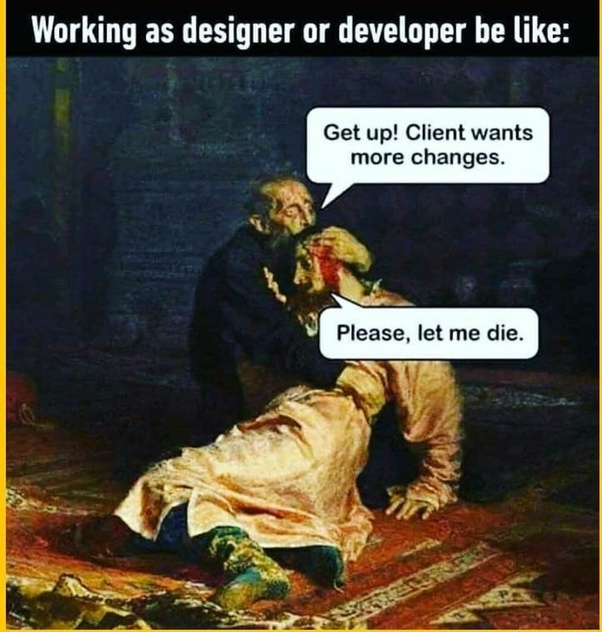 Working as designer or developer be like:
Get up! Client wants
more changes.
Please, let me die.